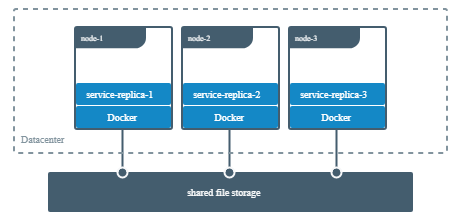 node-1
node-2
node-3
service-replica-1
service-replica-2
service-replica-3
Docker
Docker
Docker
Datacenter
shared file storage